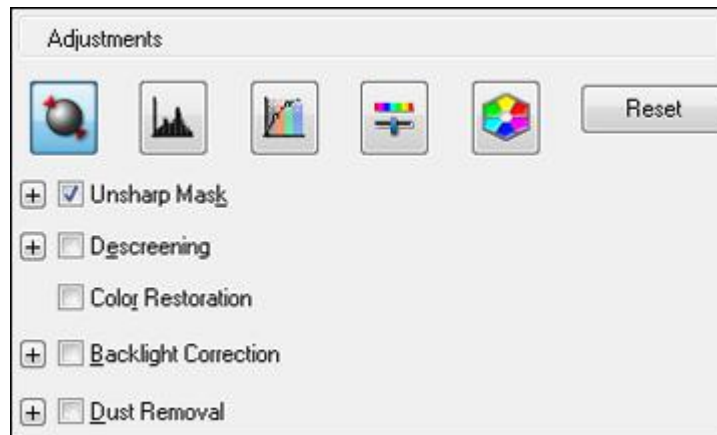 Adjustments
Reset
Unsharp Mask
Descreening
Color Restoration
Backlight Correction
Dust Removal